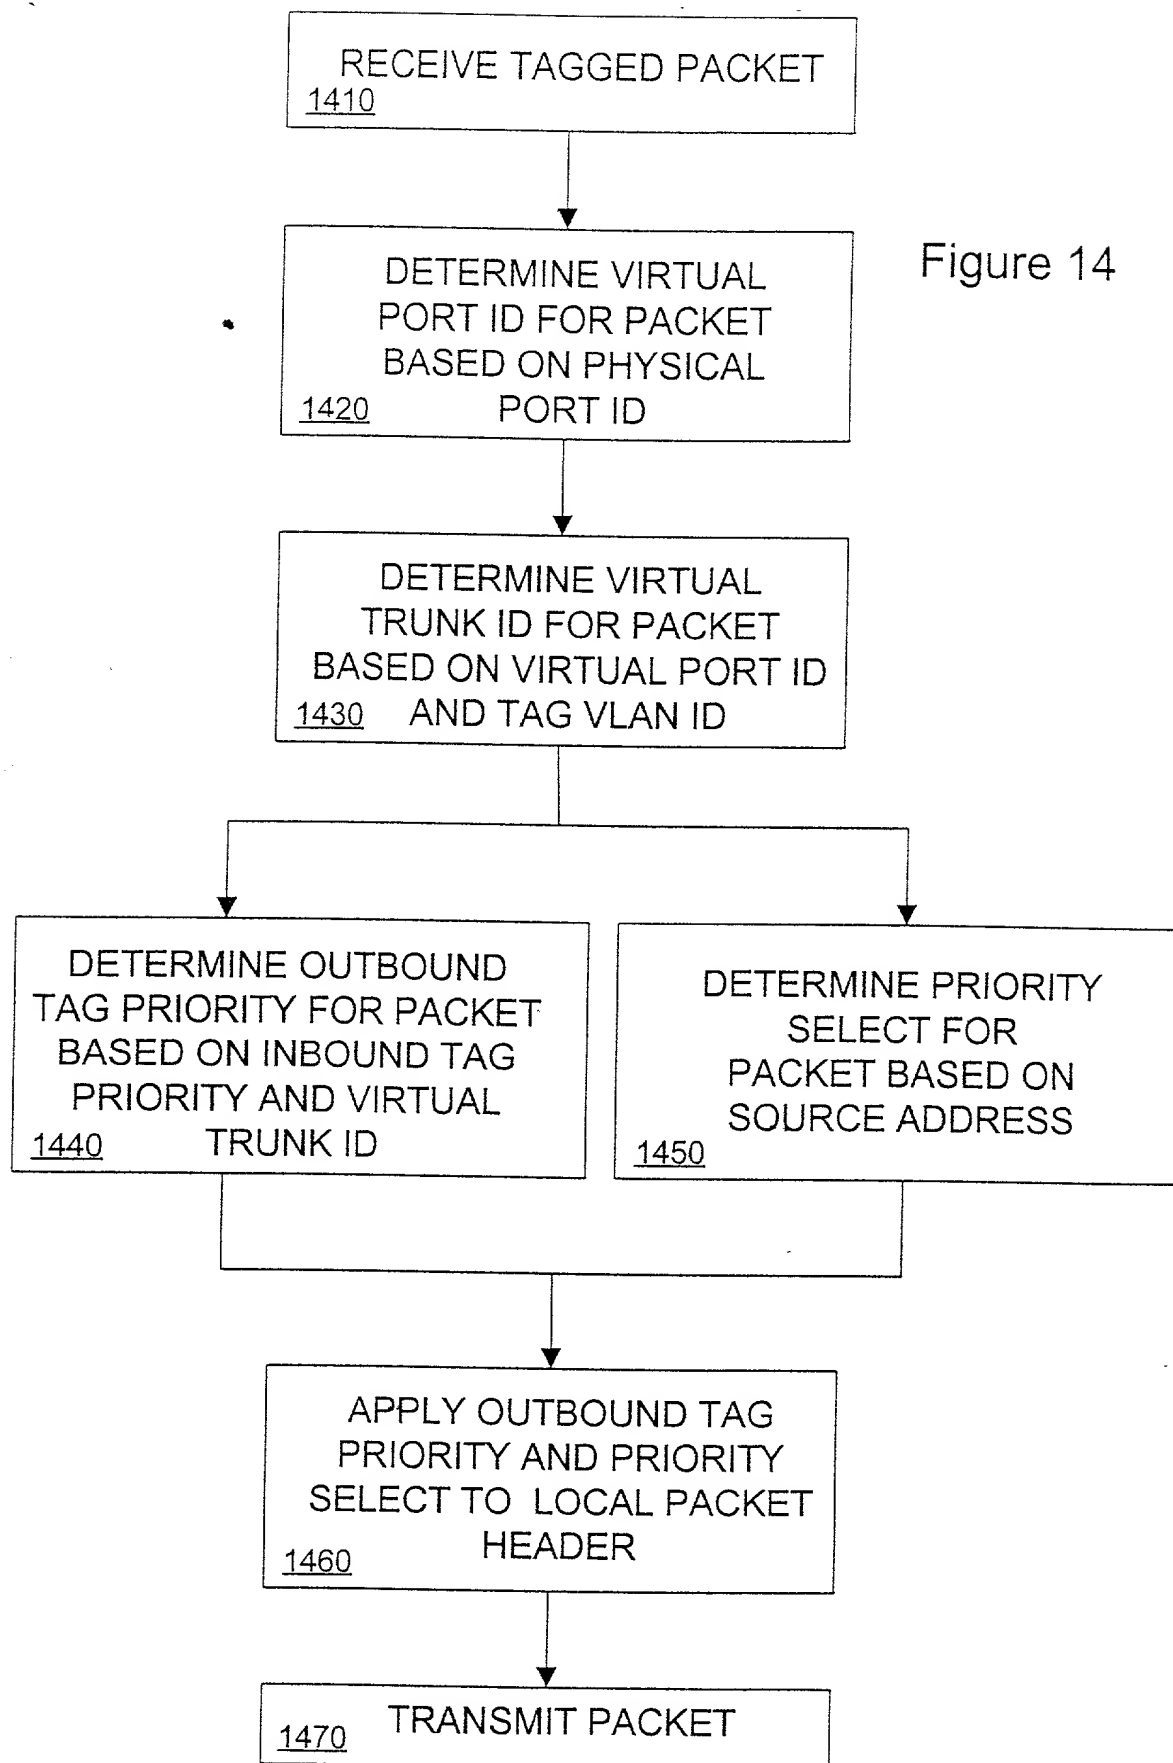 RECEIVE TAGGED PACKET
1410
Figure 14
DETERMINE VIRTUAL
PORT ID FOR PACKET
BASED ON PHYSICAL
1420 PORT ID
DETERMINE VIRTUAL
TRUNK ID FOR PACKET
BASED ON VIRTUAL PORT ID
1430 AND TAG VLAN ID
DETERMINE OUTBOUND
TAG PRIORITY FOR PACKET
BASED ON INBOUND TAG
PRIORITY AND VIRTUAL
1440 TRUNK ID
DETERMINE PRIORITY
SELECT FOR
PACKET BASED ON
SOURCE ADDRESS
1450
APPLY OUTBOUND TAG
PRIORITY AND PRIORITY
SELECT TO LOCAL PACKET
HEADER
1460
TRANSMIT PACKET
1470